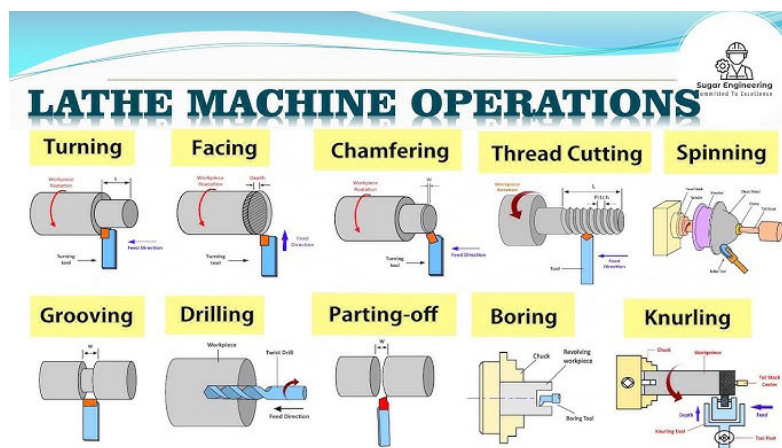 Sugar Engineering
Committed To Excellence
LATHE MACHINE OPERATIONS
Turning
Workpiece
Roatation
L
Turning
tool
Feed Direction
Facing
Workpiece
Roatation
Depth
Turning
tool
Feed
Direction
Chamfering
Workpiece
Roatation
W
Turning
tool
Feed Direction
Thread Cutting
Workpiece
Rotation
L
Pitch
Tool
Feed
Direction
Spinning
Grooving
W
Drilling
Workpiece
Twist Drill
Feed Direction
Parting-off
W
Boring
Chuck
Revolving
workpiece
Boring Tool
Knurling
Chuck
Workpiece
Tail Stock
Center
Depth
Feed
Knurling Tool
Tool Post